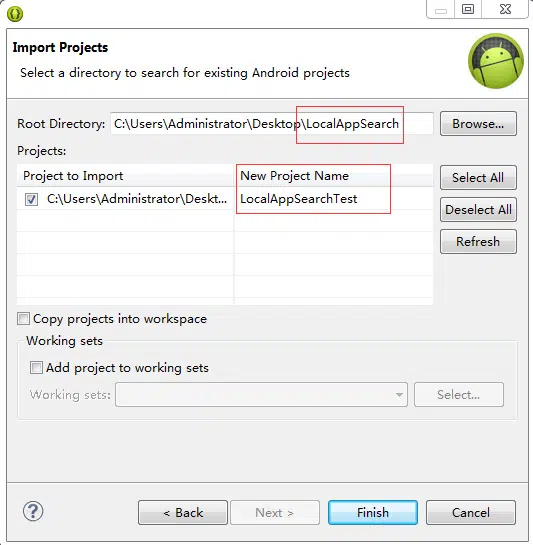 Import Projects
Select a directory to search for existing Android projects
Root Directory: C:\Users\Administrator\Desktop\LocalAppSearch Browse...
Projects:
Project to Import New Project Name Select All
C:\Users\Administrator\Deskt... LocalAppSearchTest
Deselect All
Refresh
Copy projects into workspace
Working sets
Add project to working sets
Working sets: Select...
? < Back Next > Finish Cancel